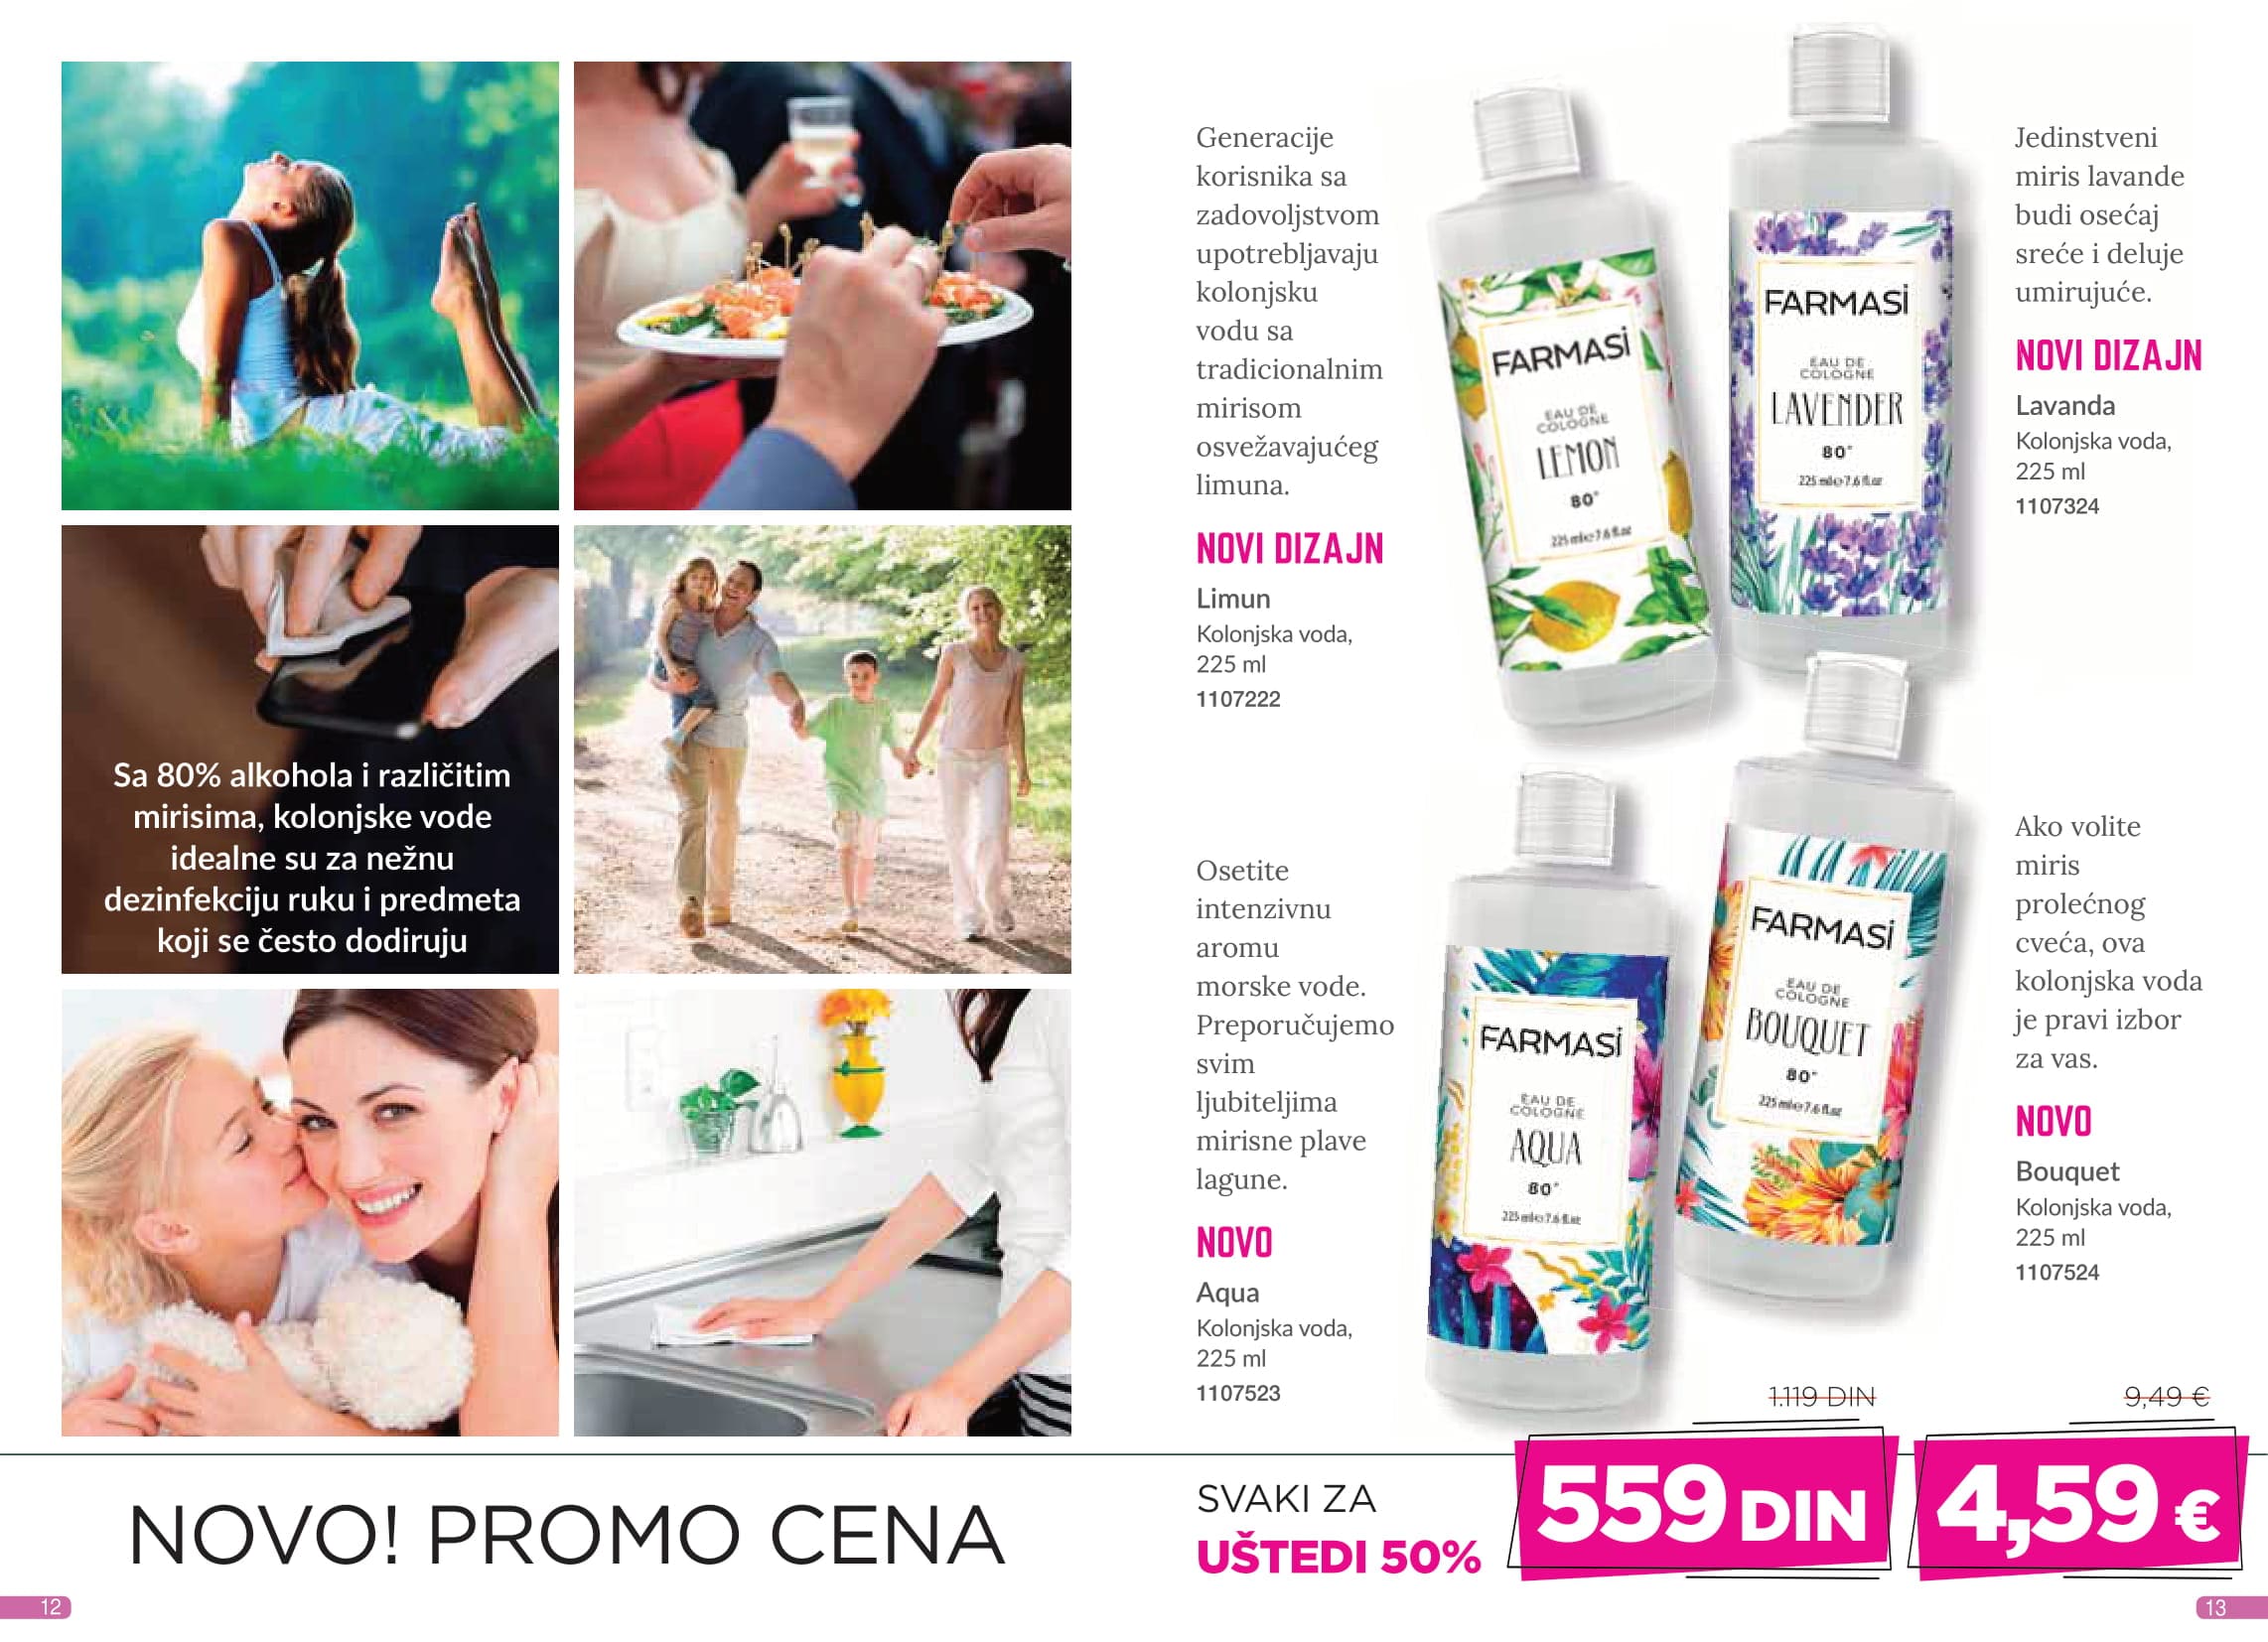 Sa 80% alkohola i različitim
mirisima, kolonjske vode
idealne su za nežnu
dezinfekciju ruku i predmeta
koji se često dodiruju
NOVO! PROMO CENA
12
Generacije
korisnika sa
zadovoljstvom
upotrebljavaju
kolonjsku
vodu sa
tradicionalnim
mirisom
osvežavajućeg
limuna.
NOVI DIZAJN
Limun
Kolonjska voda,
225 ml
1107222
FARMASİ
EAU DE
COLOGNE
LEMON
80°
225 ml e 7.6 fl.oz
FARMASİ
EAU DE
COLOGNE
LAVENDER
80°
225 ml e 7.6 fl.oz
Jedinstveni
miris lavande
budi osećaj
sreće i deluje
umirujuće.
NOVI DIZAJN
Lavanda
Kolonjska voda,
225 ml
1107324
Osetite
intenzivnu
aromu
morske vode.
Preporučujemo
svim
ljubiteljima
mirisne plave
lagune.
NOVO
Aqua
Kolonjska voda,
225 ml
1107523
FARMASİ
EAU DE
COLOGNE
AQUA
80°
225 ml e 7.6 fl.oz
FARMASİ
EAU DE
COLOGNE
BOUQUET
80°
225 ml e 7.6 fl.oz
Ako volite
miris
prolećnog
cveća, ova
kolonjska voda
je pravi izbor
za vas.
NOVO
Bouquet
Kolonjska voda,
225 ml
1107524
SVAKI ZA
UŠTEDI 50%
1.119 DIN
559 DIN
9,49 €
4,59 €
13